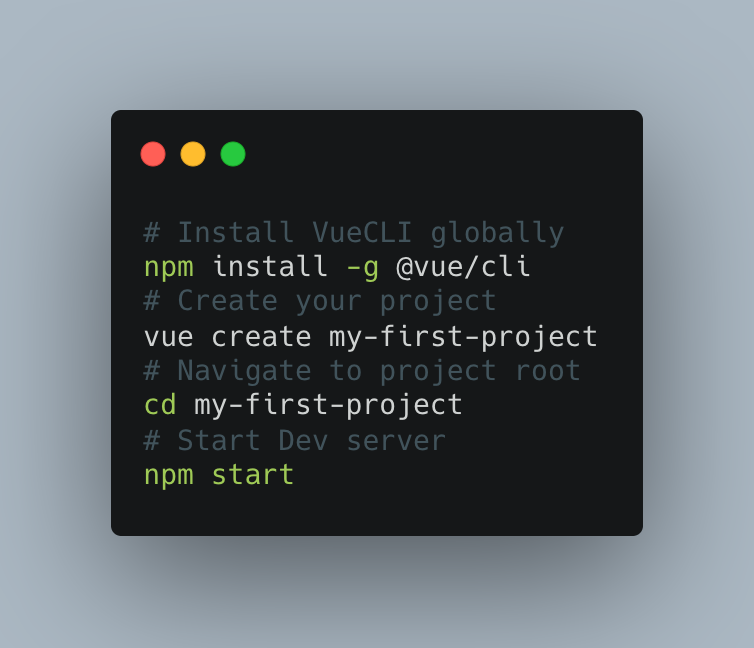 # Install VueCLI globally
npm install -g @vue/cli
# Create your project
vue create my-first-project
# Navigate to project root
cd my-first-project
# Start Dev server
npm start